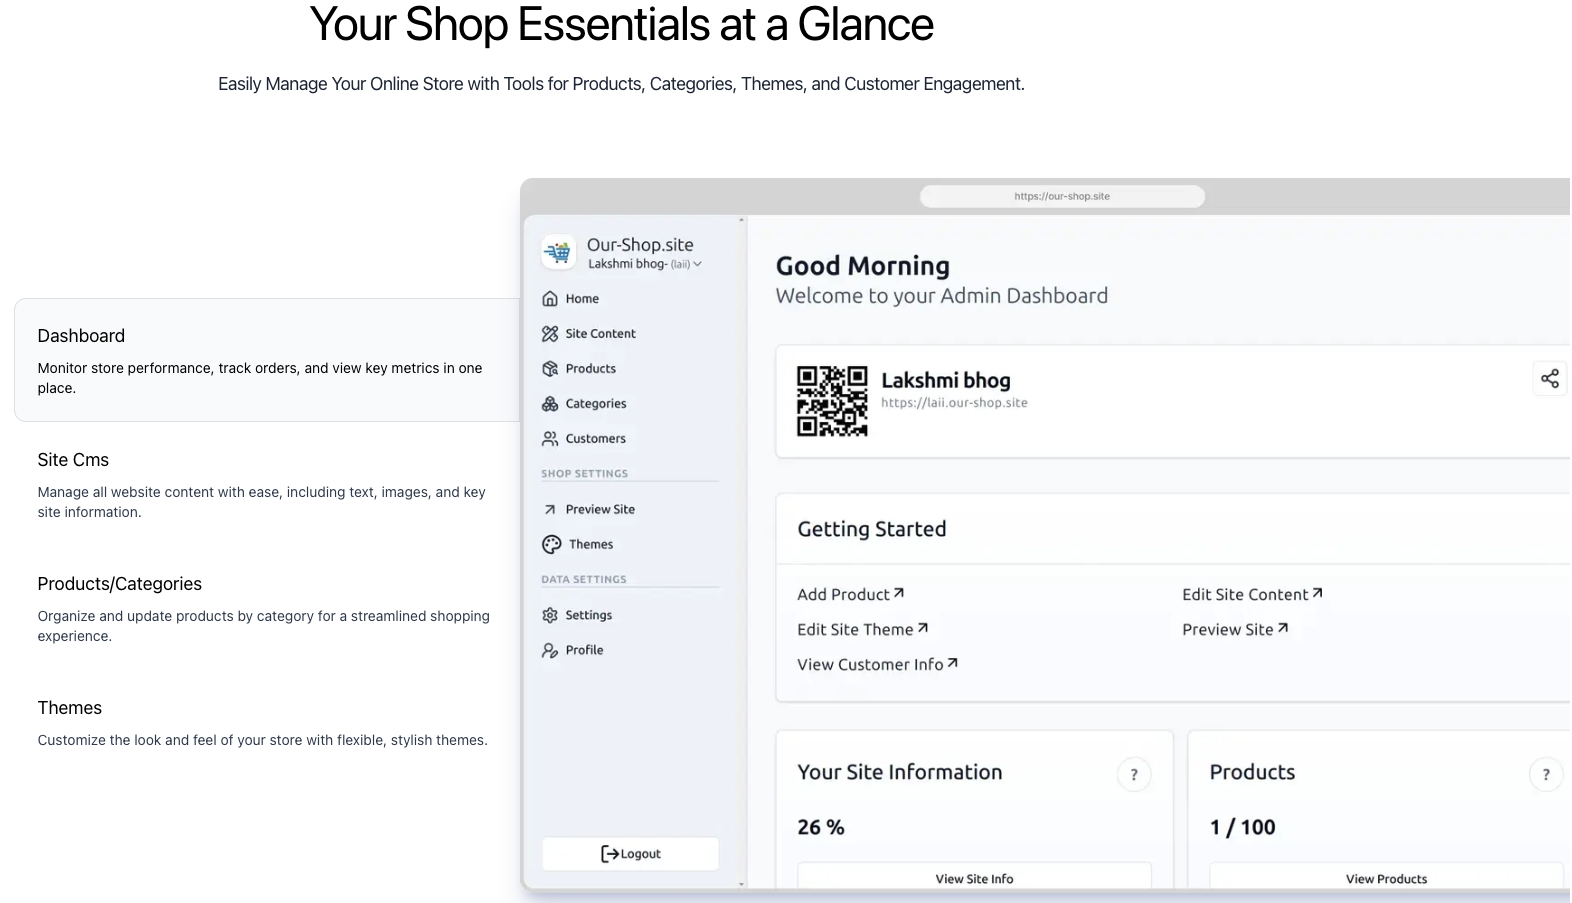 Your Shop Essentials at a Glance
Easily Manage Your Online Store with Tools for Products, Categories, Themes, and Customer Engagement.
Dashboard
Monitor store performance, track orders, and view key metrics in one
place.
Site Cms
Manage all website content with ease, including text, images, and key
site information.
Products/Categories
Organize and update products by category for a streamlined shopping
experience.
Themes
Customize the look and feel of your store with flexible, stylish themes.
https://our-shop.site
Our-Shop.site
Lakshmi bhog- (laii)
Home
Site Content
Products
Categories
Customers
SHOP SETTINGS
Preview Site
Themes
DATA SETTINGS
Settings
Profile
Logout
Good Morning
Welcome to your Admin Dashboard
Lakshmi bhog
https://laii.our-shop.site
Getting Started
Add Product
Edit Site Content
Edit Site Theme
Preview Site
View Customer Info
Your Site Information
?
26 %
View Site Info
Products
?
1 / 100
View Products